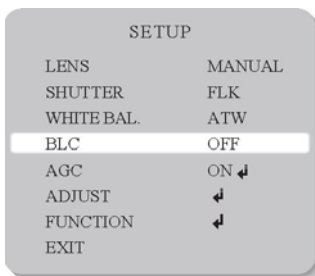 SETUP
LENS MANUAL
SHUTTER FLK
WHITE BAL. ATW
BLC OFF
AGC ON ↲
ADJUST ↲
FUNCTION ↲
EXIT